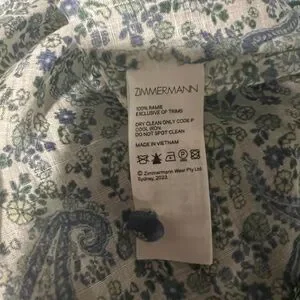 ZIMMERMANN
100% RAMIE
EXCLUSIVE OF TRIMS
DRY CLEAN ONLY CODE P
COOL IRON
DO NOT SPOT CLEAN
MADE IN VIETNAM
© Zimmermann Wear Pty Ltd
Sydney, 2023.